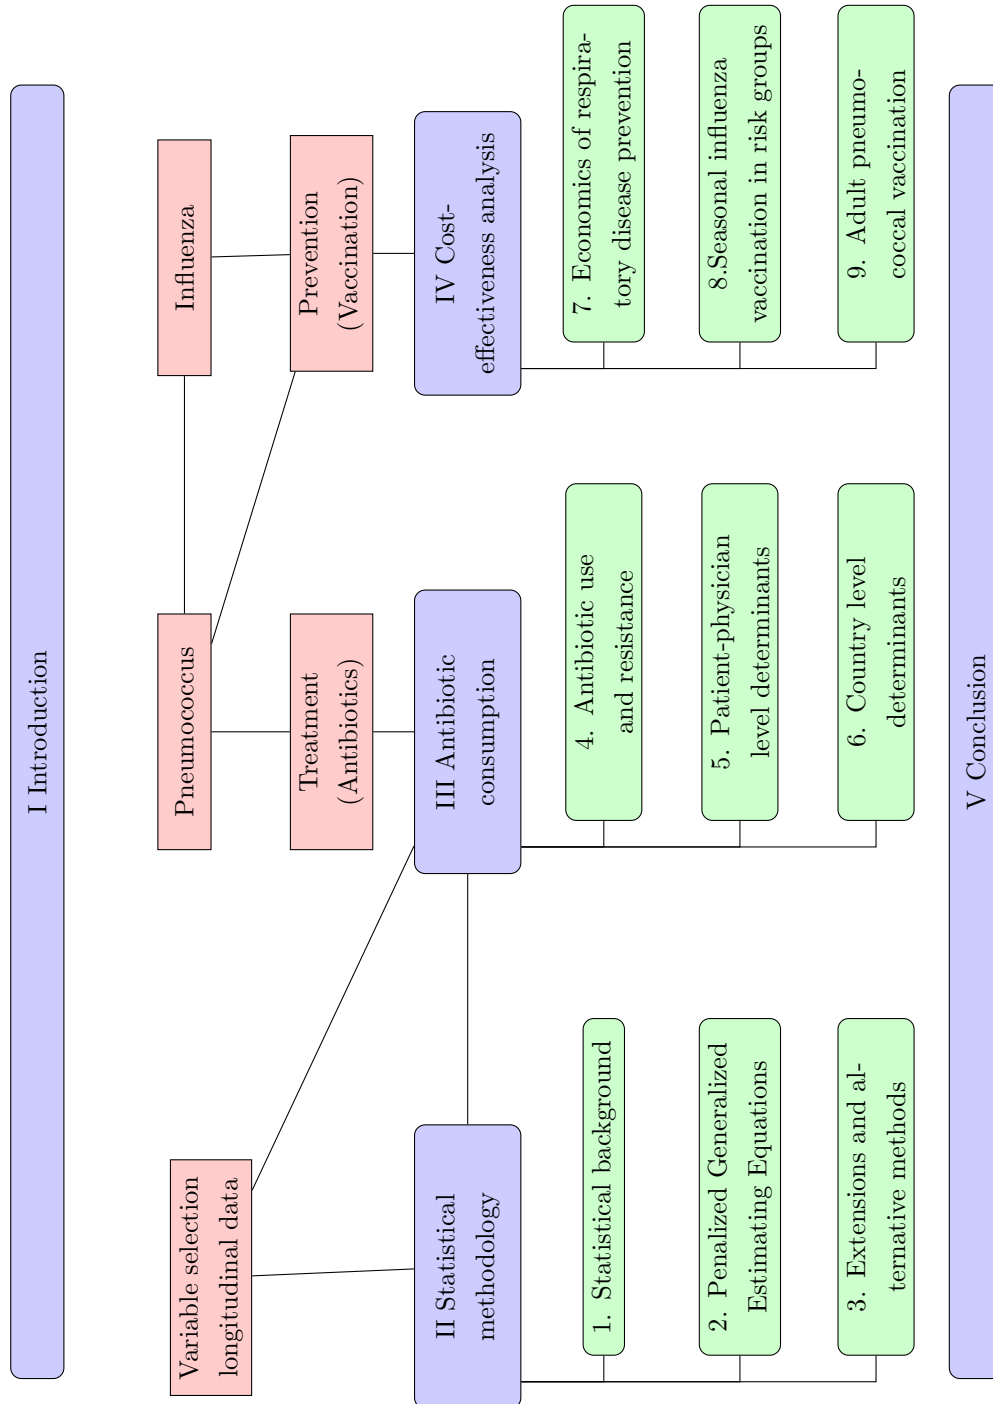 I Introduction
Variable selection
longitudinal data
Pneumococcus
Influenza
Treatment
(Antibiotics)
Prevention
(Vaccination)
II Statistical
methodology
III Antibiotic
consumption
IV Cost-
effectiveness analysis
1. Statistical background
2. Penalized Generalized
Estimating Equations
3. Extensions and al-
ternative methods
4. Antibiotic use
and resistance
5. Patient-physician
level determinants
6. Country level
determinants
7. Economics of respira-
tory disease prevention
8.Seasonal influenza
vaccination in risk groups
9. Adult pneumo-
coccal vaccination
V Conclusion